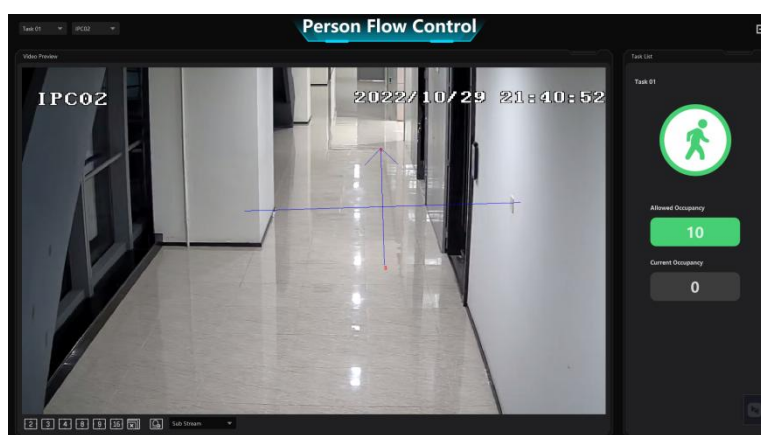 Person Flow Control
Task 01
IPC02
Video Preview
Task List
IPC02
2022/10/29 21:40:52
Task 01
Allowed Occupancy
10
Current Occupancy
0
2 3 4 8 9 16
Sub Stream